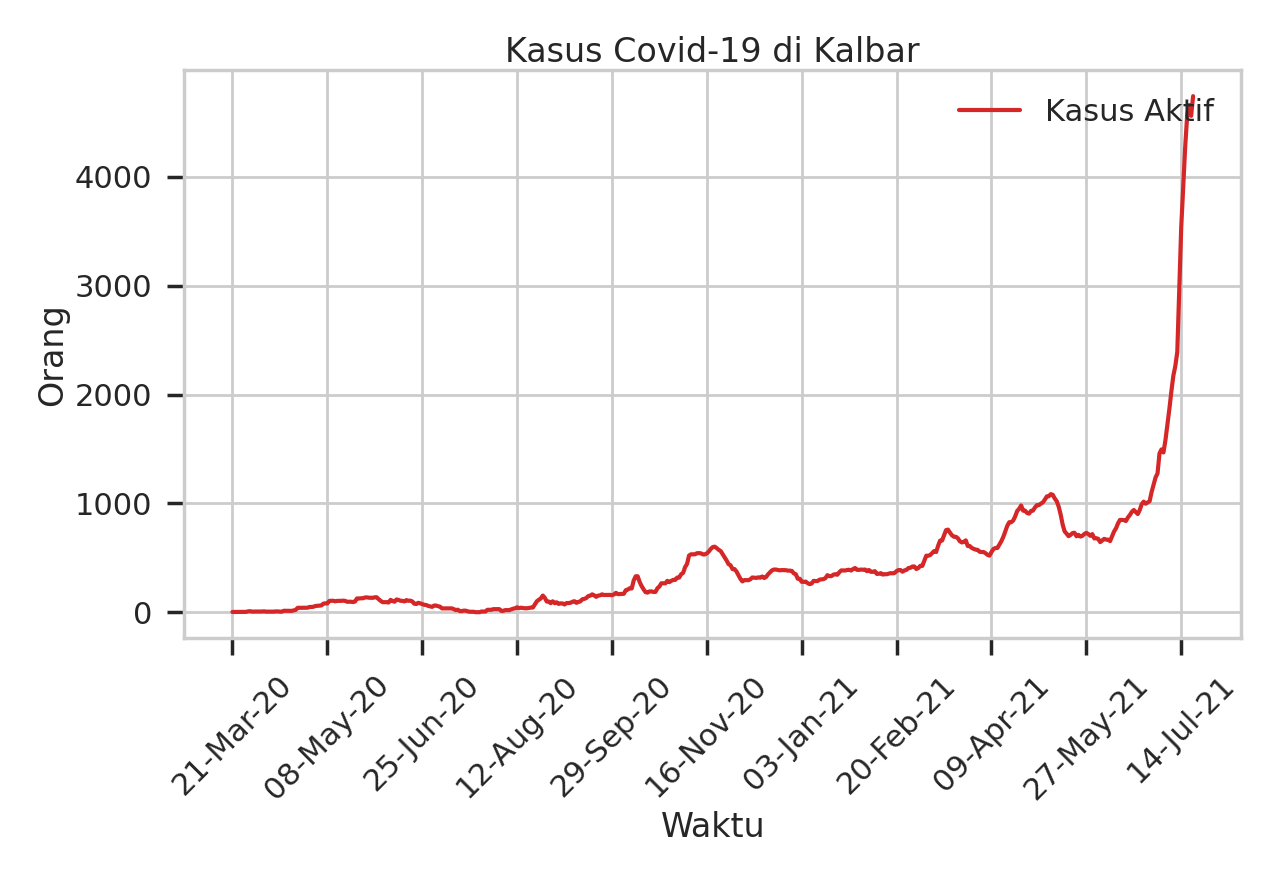 Kasus Covid-19 di Kalbar
Kasus Aktif
Orang
4000
3000
2000
1000
0
21-Mar-20
08-May-20
25-Jun-20
12-Aug-20
29-Sep-20
16-Nov-20
03-Jan-21
20-Feb-21
09-Apr-21
27-May-21
14-Jul-21
Waktu